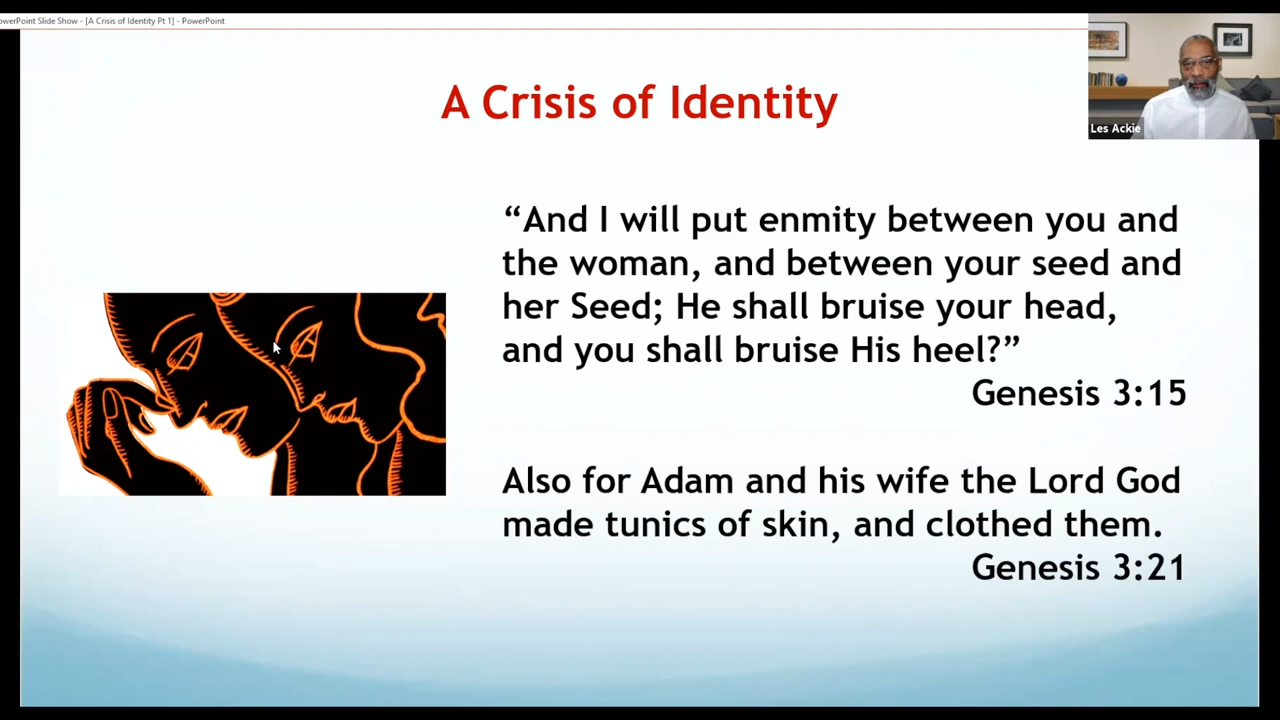 owerPoint Slide Show - [A Crisis of Identity Pt 1] - PowerPoint
Les Ackie
A Crisis of Identity
“And I will put enmity between you and
the woman, and between your seed and
her Seed; He shall bruise your head,
and you shall bruise His heel?”
Genesis 3:15
Also for Adam and his wife the Lord God
made tunics of skin, and clothed them.
Genesis 3:21